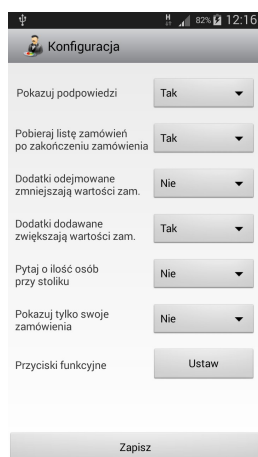 82% 12:16
Konfiguracja
Pokazuj podpowiedzi Tak
Pobieraj listę zamówień
po zakończeniu zamówienia Tak
Dodatki odejmowane
zmniejszają wartości zam. Nie
Dodatki dodawane
zwiększają wartości zam. Tak
Pytaj o ilość osób
przy stoliku Nie
Pokazuj tylko swoje
zamówienia Nie
Przyciski funkcyjne Ustaw
Zapisz